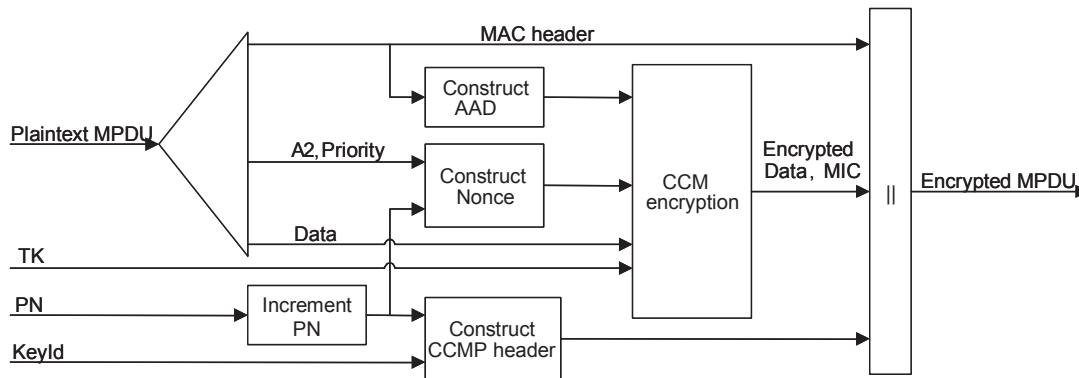 MAC header
Construct
AAD
Plaintext MPDU
A2,Priority
Construct
Nonce
CCM
encryption
Encrypted
Data, MIC
||
Encrypted MPDU
Data
TK
PN
Increment
PN
Construct
CCMP header
KeyId